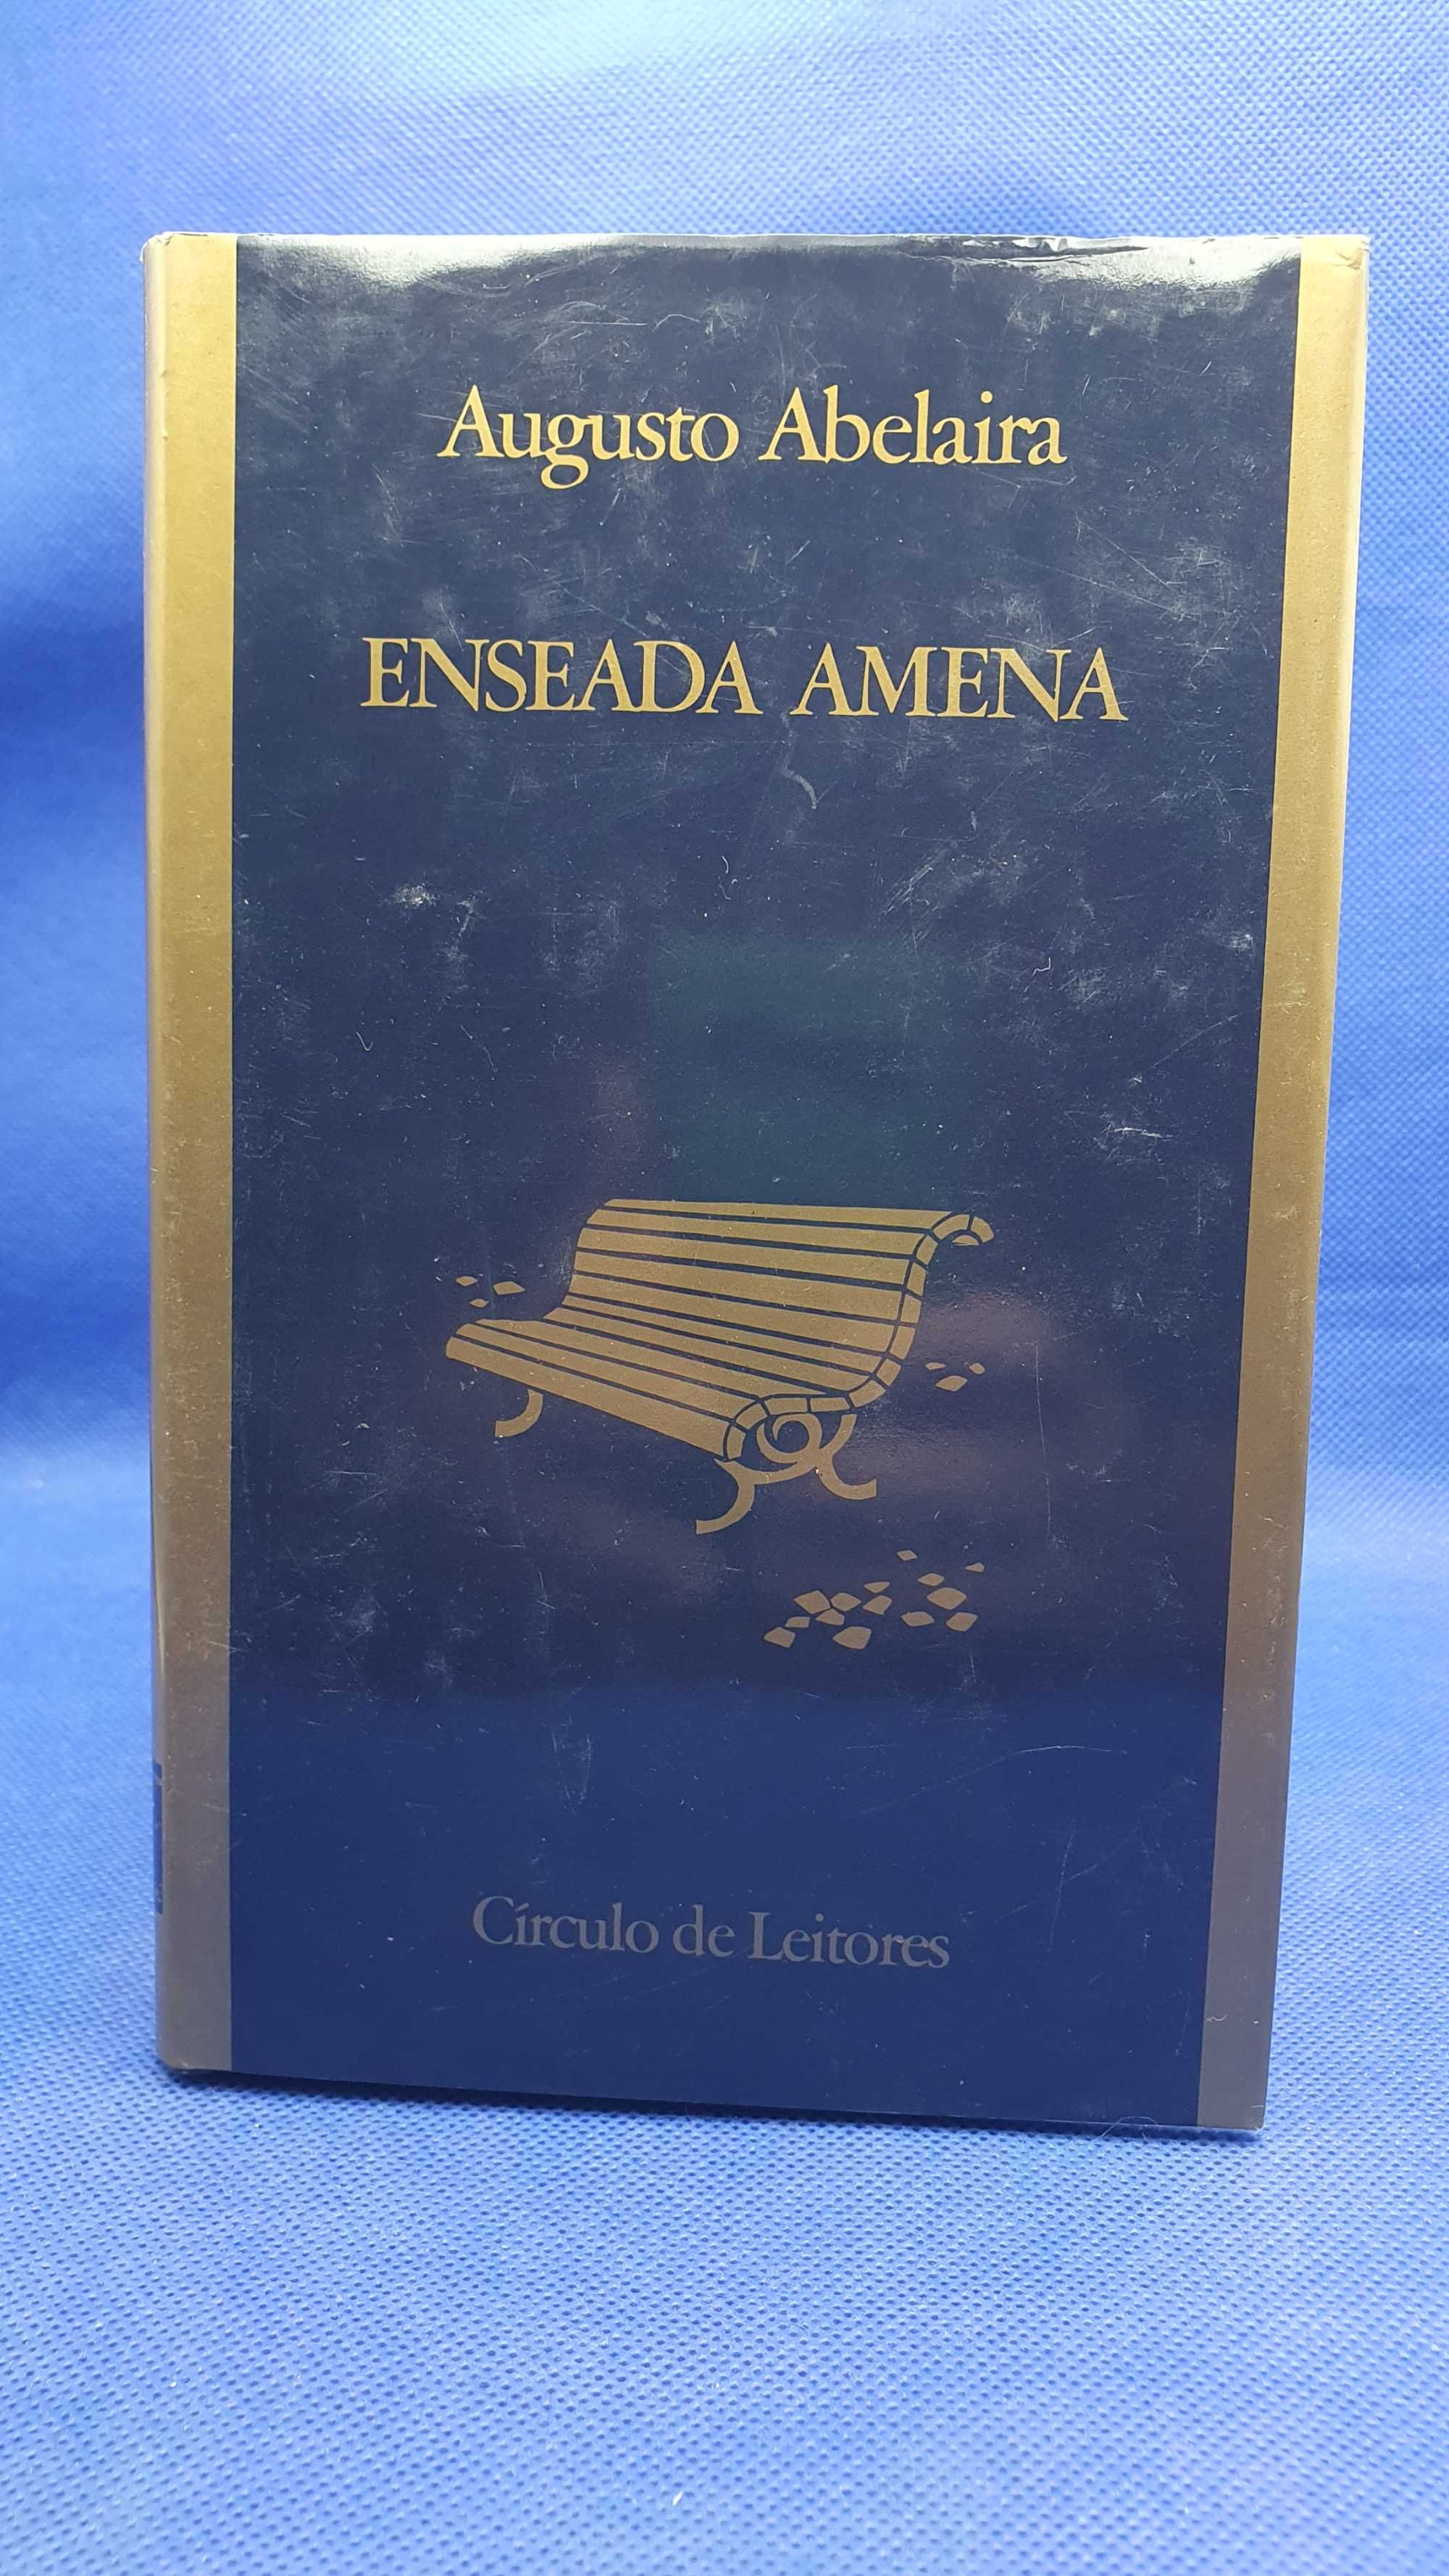 Augusto Abelaira
ENSEADA AMENA
Círculo de Leitores